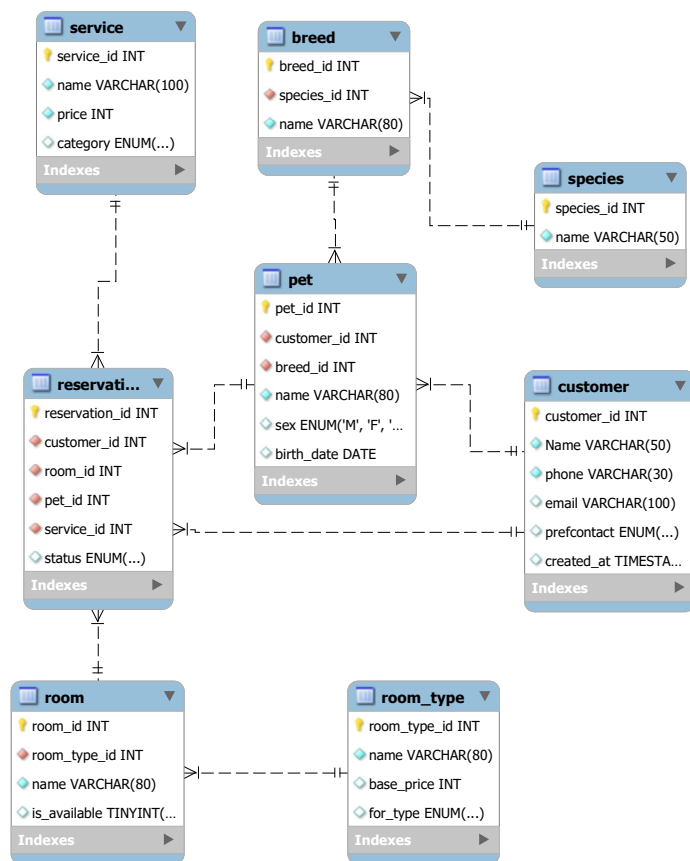 service
service_id INT
name VARCHAR(100)
price INT
category ENUM(...)
Indexes
breed
breed_id INT
species_id INT
name VARCHAR(80)
Indexes
species
species_id INT
name VARCHAR(50)
Indexes
pet
pet_id INT
customer_id INT
breed_id INT
name VARCHAR(80)
sex ENUM('M', 'F', '...
birth_date DATE
Indexes
reservati...
reservation_id INT
customer_id INT
room_id INT
pet_id INT
service_id INT
status ENUM(...)
Indexes
customer
customer_id INT
Name VARCHAR(50)
phone VARCHAR(30)
email VARCHAR(100)
prefcontact ENUM(...)
created_at TIMESTA...
Indexes
room
room_id INT
room_type_id INT
name VARCHAR(80)
is_available TINYINT(...
Indexes
room_type
room_type_id INT
name VARCHAR(80)
base_price INT
for_type ENUM(...)
Indexes